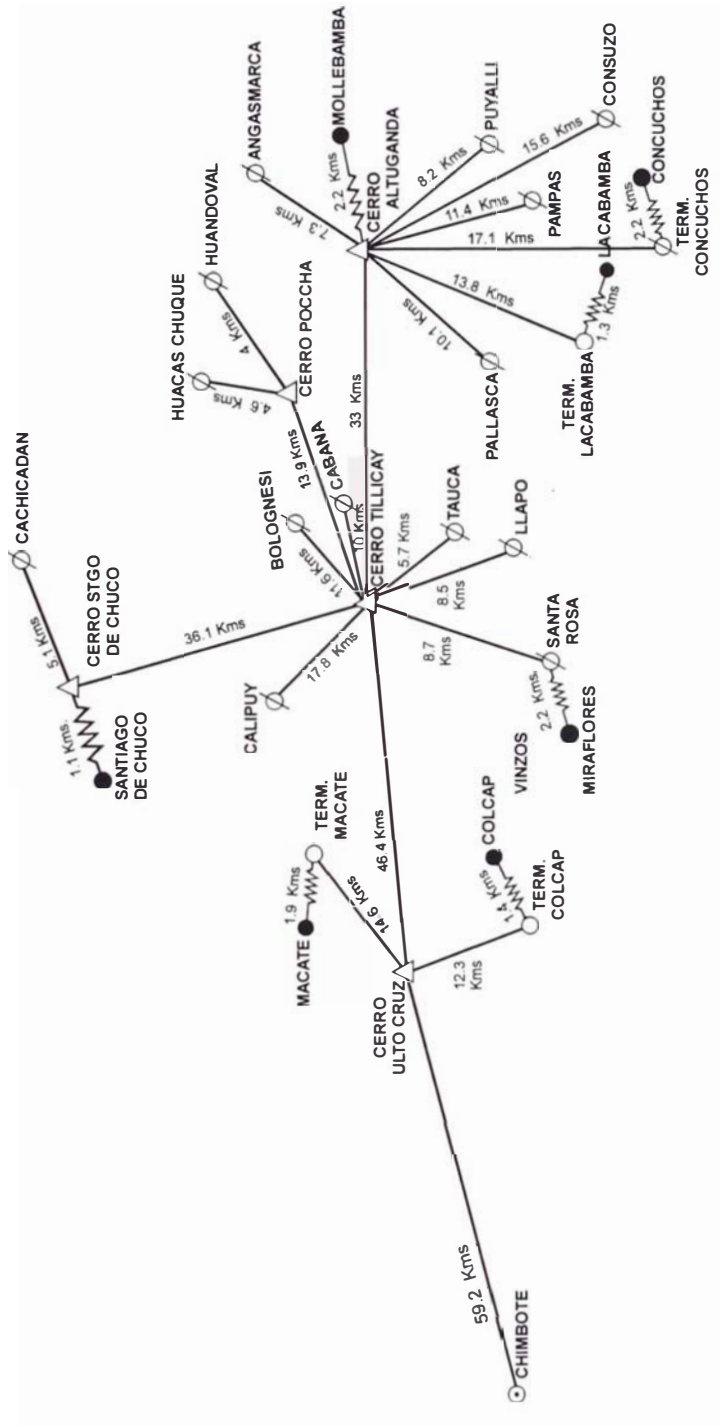 CHIMBOTE
59.2 Kms
CERRO
ULTO CRUZ
MACATE
1.9 Kms
TERM.
MACATE
14.6 Kms
12.3
Kms
TERM.
COLCAP
1.4 Kms
COLCAP
46.4 Kms
SANTIAGO
DE CHUCO
1.1 Kms.
CERRO STGO
DE CHUCO
5.1 Kms
CACHICADAN
36.1 Kms
CALIPUY
17.8 Kms
BOLOGNESI
11.6 Kms
CABANA
10 Kms
CERRO TILLICAY
5.7 Kms
TAUCA
8.5
Kms
LLAPO
8.7
Kms
SANTA
ROSA
2.2 Kms.
VINZOS
MIRAFLORES
13.9 Kms
CERRO POCCHA
HUACAS CHUQUE
4.6 Kms
4 Kms
HUANDOVAL
33 Kms
CERRO
ALTUGANDA
7.3 Kms
ANGASMARCA
2.2 Kms
MOLLEBAMBA
8.2 Kms
PUYALLI
15.6 Kms
CONSUZO
11.4 Kms
PAMPAS
17.1 Kms
TERM.
CONCUCHOS
2.2 Kms
CONCUCHOS
13.8 Kms
TERM.
LACABAMBA
1.3 Kms
LACABAMBA
10.1 Kms
PALLASCA